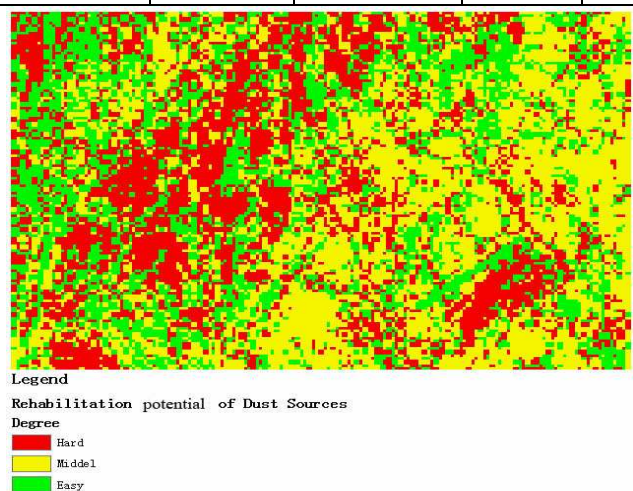 Legend
Rehabilitation potential of Dust Sources
Degree
Hard
Middel
Easy